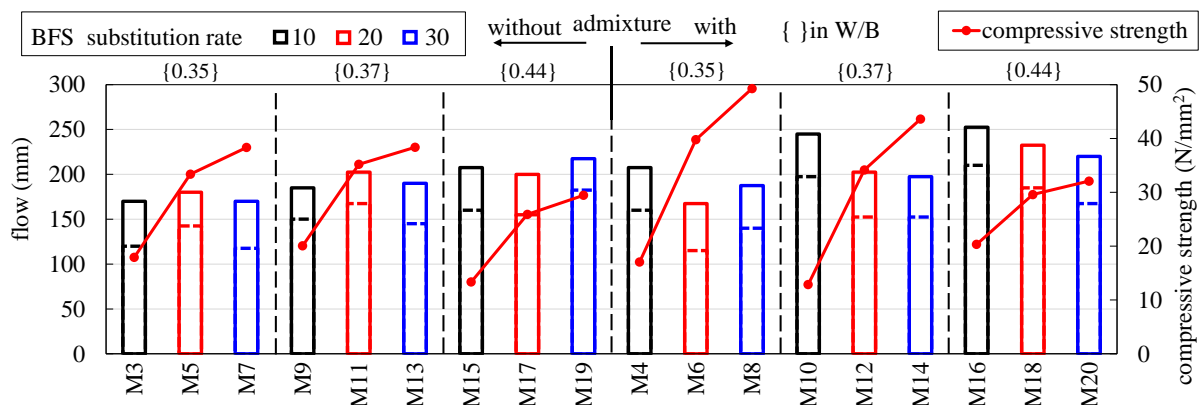 BFS substitution rate 10 20 30
without admixture with
{ }in W/B
compressive strength
{0.35} {0.37} {0.44} {0.35} {0.37} {0.44}
flow (mm)
300
250
200
150
100
50
0
50
40
30
20
10
0
compressive strength (N/mm²)
M3 M5 M7 M9 M11 M13 M15 M17 M19 M4 M6 M8 M10 M12 M14 M16 M18 M20